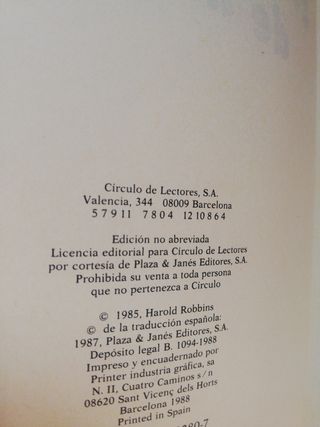 Círculo de Lectores, S.A.
Valencia, 344 08009 Barcelona
5 7 9 11 7 8 0 4 12 10 8 6 4
Edición no abreviada
Licencia editorial para Círculo de Lectores
por cortesía de Plaza & Janés Editores, S.A.
Prohibida su venta a toda persona
que no pertenezca a Círculo
© 1985, Harold Robbins
© de la traducción española:
1987, Plaza & Janés Editores, S.A.
Depósito legal B. 1094-1988
Impreso y encuadernado por
Printer industria gráfica, sa
N. II, Cuatro Caminos s/n
08620 Sant Vicenç dels Horts
Barcelona 1988
Printed in Spain